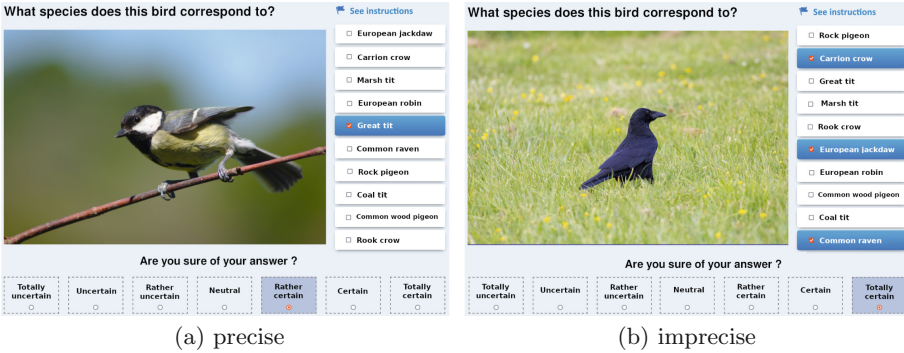 What species does this bird correspond to?
See instructions
European jackdaw
Carrion crow
Marsh tit
European robin
Great tit
Common raven
Rock pigeon
Coal tit
Common wood pigeon
Rook crow
Are you sure of your answer ?
Totally uncertain
Uncertain
Rather uncertain
Neutral
Rather certain
Certain
Totally certain
(a) precise
What species does this bird correspond to?
See instructions
Rock pigeon
Carrion crow
Great tit
Marsh tit
Rook crow
European jackdaw
European robin
Common wood pigeon
Coal tit
Common raven
Are you sure of your answer ?
Totally uncertain
Uncertain
Rather uncertain
Neutral
Rather certain
Certain
Totally certain
(b) imprecise